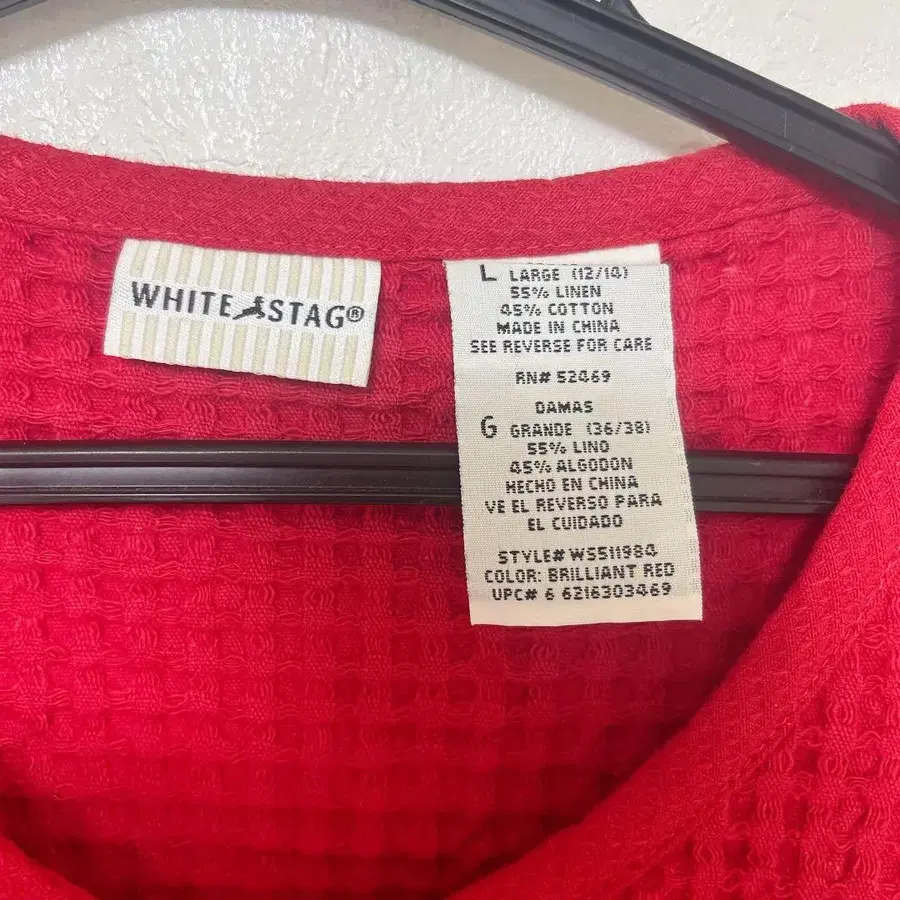 WHITE STAG®
L LARGE (12/14)
55% LINEN
45% COTTON
MADE IN CHINA
SEE REVERSE FOR CARE
RN# 52469
DAMAS
G GRANDE (36/38)
55% LINO
45% ALGODON
HECHO EN CHINA
VE EL REVERSO PARA
EL CUIDADO
STYLE# WS511984
COLOR: BRILLIANT RED
UPC# 6 6216303469